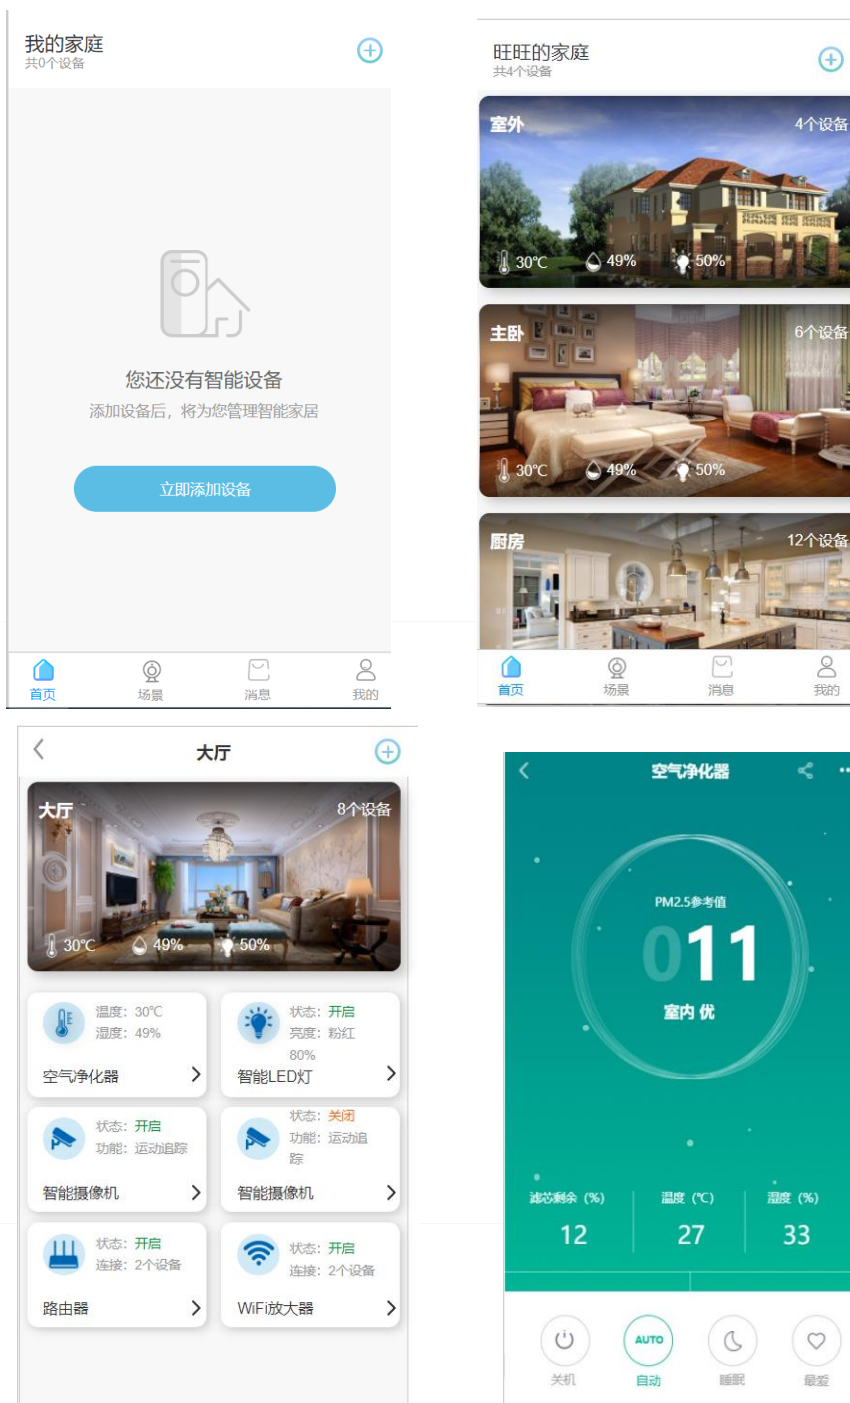 我的家庭
共0个设备
您还没有智能设备
添加设备后，将为您管理智能家居
立即添加设备
首页
场景
消息
我的
旺旺的家庭
共4个设备
室外
4个设备
30℃
49%
50%
主卧
6个设备
30℃
49%
50%
厨房
12个设备
首页
场景
消息
我的
大厅
大厅
8个设备
30℃
49%
50%
温度：30℃
湿度：49%
空气净化器
状态：开启
亮度：粉红
80%
智能LED灯
状态：开启
功能：运动追踪
智能摄像机
状态：关闭
功能：运动追
踪
智能摄像机
状态：开启
连接：2个设备
路由器
状态：开启
连接：2个设备
WiFi放大器
空气净化器
PM2.5参考值
011
室内 优
滤芯剩余（%）
温度（℃）
湿度（%）
12
27
33
AUTO
关机
自动
睡眠
最爱